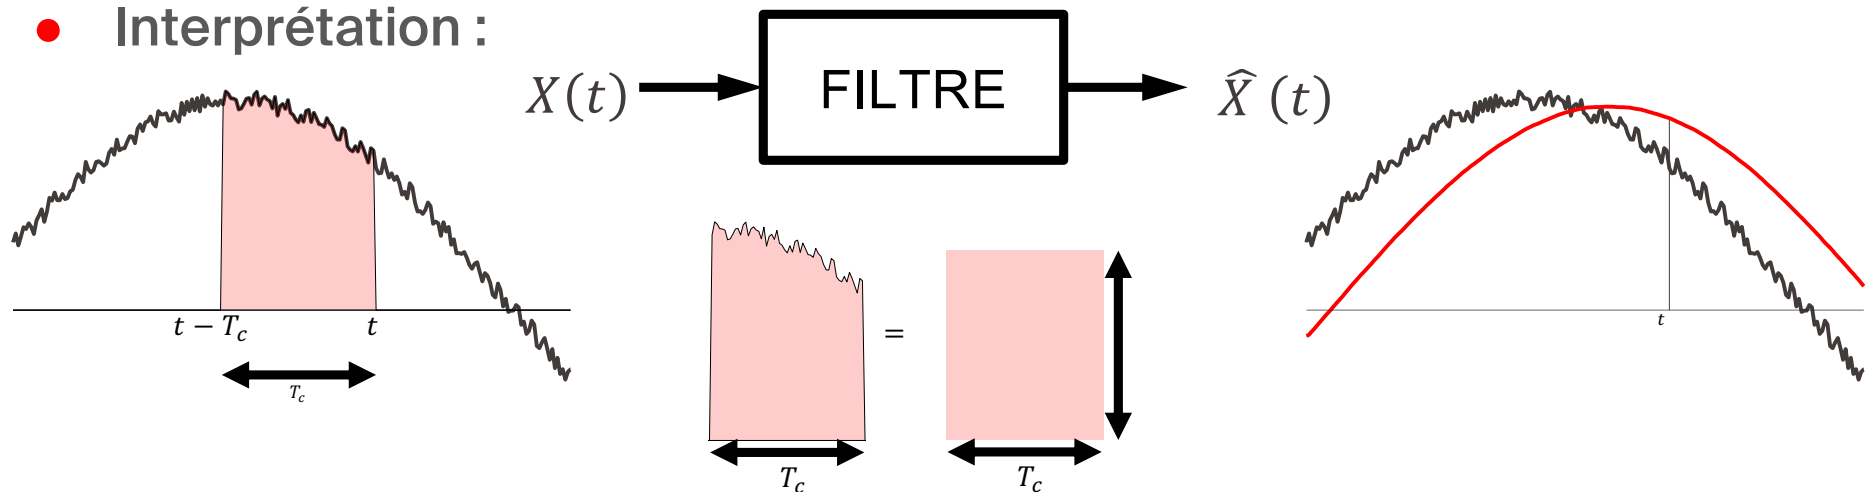 • Interprétation :
X(t)
FILTRE
X̂ (t)
t − T_c
t
T_c
=
T_c
T_c
t